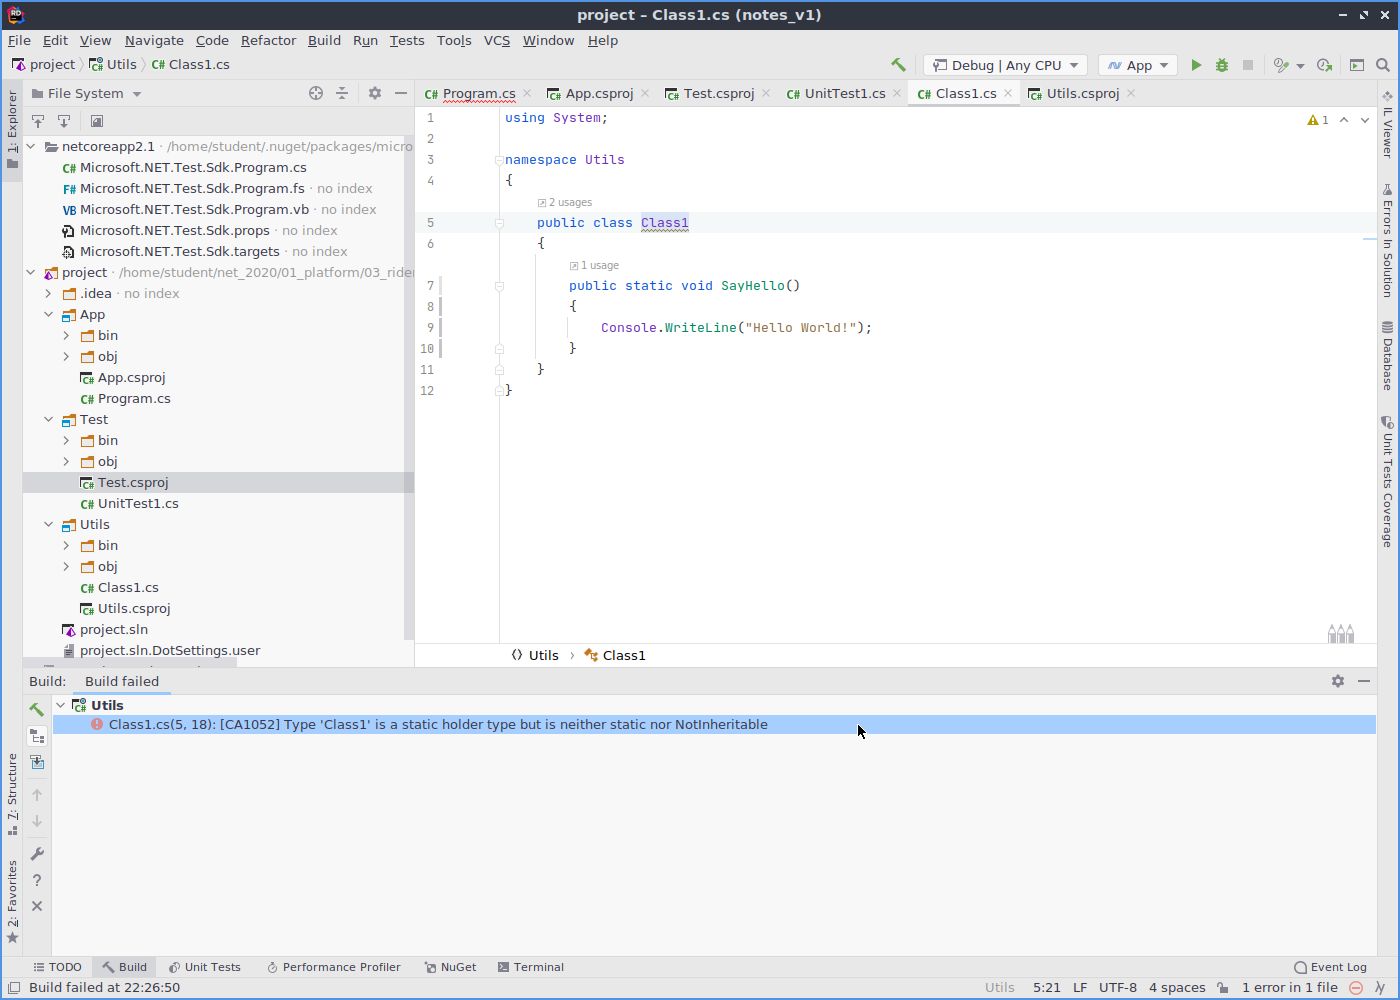 project – Class1.cs (notes_v1)
File Edit View Navigate Code Refactor Build Run Tests Tools VCS Window Help
project Utils C# Class1.cs Debug | Any CPU App
1: Explorer
File System
C# Program.cs App.csproj Test.csproj C# UnitTest1.cs C# Class1.cs Utils.csproj
netcoreapp2.1 · /home/student/.nuget/packages/micro
C# Microsoft.NET.Test.Sdk.Program.cs
F# Microsoft.NET.Test.Sdk.Program.fs · no index
VB Microsoft.NET.Test.Sdk.Program.vb · no index
Microsoft.NET.Test.Sdk.props · no index
Microsoft.NET.Test.Sdk.targets · no index
project · /home/student/net_2020/01_platform/03_ride
.idea · no index
App
bin
obj
App.csproj
C# Program.cs
Test
bin
obj
Test.csproj
C# UnitTest1.cs
Utils
bin
obj
C# Class1.cs
Utils.csproj
project.sln
project.sln.DotSettings.user
1 using System;
2
3 namespace Utils
4 {
2 usages
5 public class Class1
6 {
1 usage
7 public static void SayHello()
8 {
9 Console.WriteLine("Hello World!");
10 }
11 }
12 }
1
Utils › Class1
IL Viewer
Errors In Solution
Database
Unit Tests Coverage
Build: Build failed
Utils
Class1.cs(5, 18): [CA1052] Type 'Class1' is a static holder type but is neither static nor NotInheritable
7: Structure
2: Favorites
TODO Build Unit Tests Performance Profiler NuGet Terminal Event Log
Build failed at 22:26:50 Utils 5:21 LF UTF-8 4 spaces 1 error in 1 file